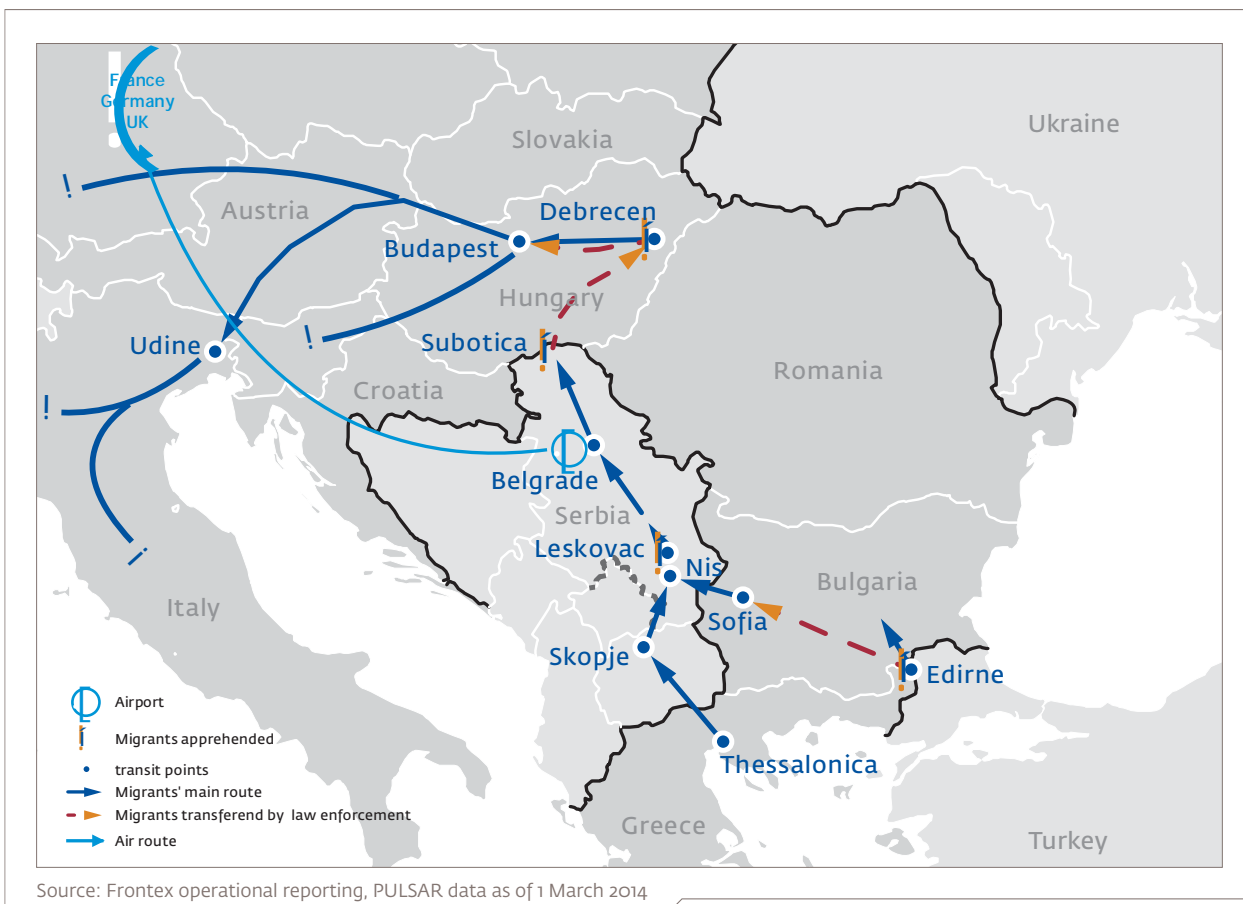 France
Germany
UK
Slovakia
Ukraine
Austria
Debrecen
Budapest
Hungary
Udine
Subotica
Croatia
Romania
Belgrade
Serbia
Leskovac
Nis
Bulgaria
Italy
Sofia
Skopje
Edirne
Thessalonica
Greece
Turkey
Airport
Migrants apprehended
transit points
Migrants' main route
Migrants transferend by law enforcement
Air route
Source: Frontex operational reporting, PULSAR data as of 1 March 2014